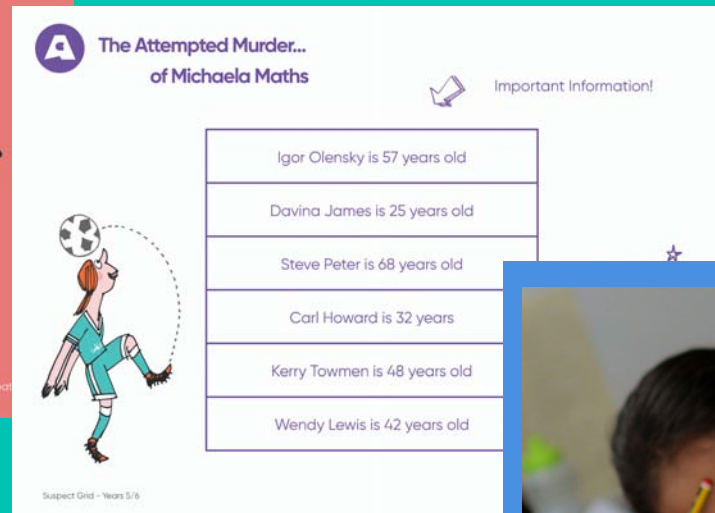 A
The Attempted Murder...
of Michaela Maths
Important Information!
Igor Olensky is 57 years old
Davina James is 25 years old
Steve Peter is 68 years old
Carl Howard is 32 years
Kerry Towmen is 48 years old
Wendy Lewis is 42 years old
Suspect Grid - Years 5/6